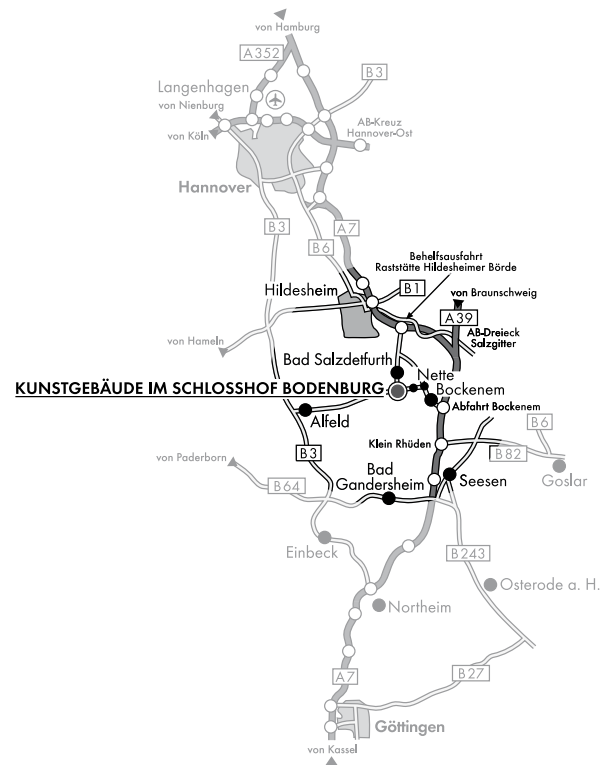 von Hamburg
A352
B3
Langenhagen
von Nienburg
AB-Kreuz
Hannover-Ost
von Köln
Hannover
B3
A7
B6
Behelfsausfahrt
Raststätte Hildesheimer Börde
Hildesheim
B1
von Braunschweig
A39
AB-Dreieck
Salzgitter
von Hameln
Bad Salzdetfurth
Nette
KUNSTGEBÄUDE IM SCHLOSSHOF BODENBURG
Bockenem
Abfahrt Bockenem
Alfeld
B6
Klein Rhüden
B3
B82
von Paderborn
Bad
Gandersheim
Seesen
Goslar
B64
Einbeck
B243
Osterode a. H.
Northeim
A7
B27
Göttingen
von Kassel